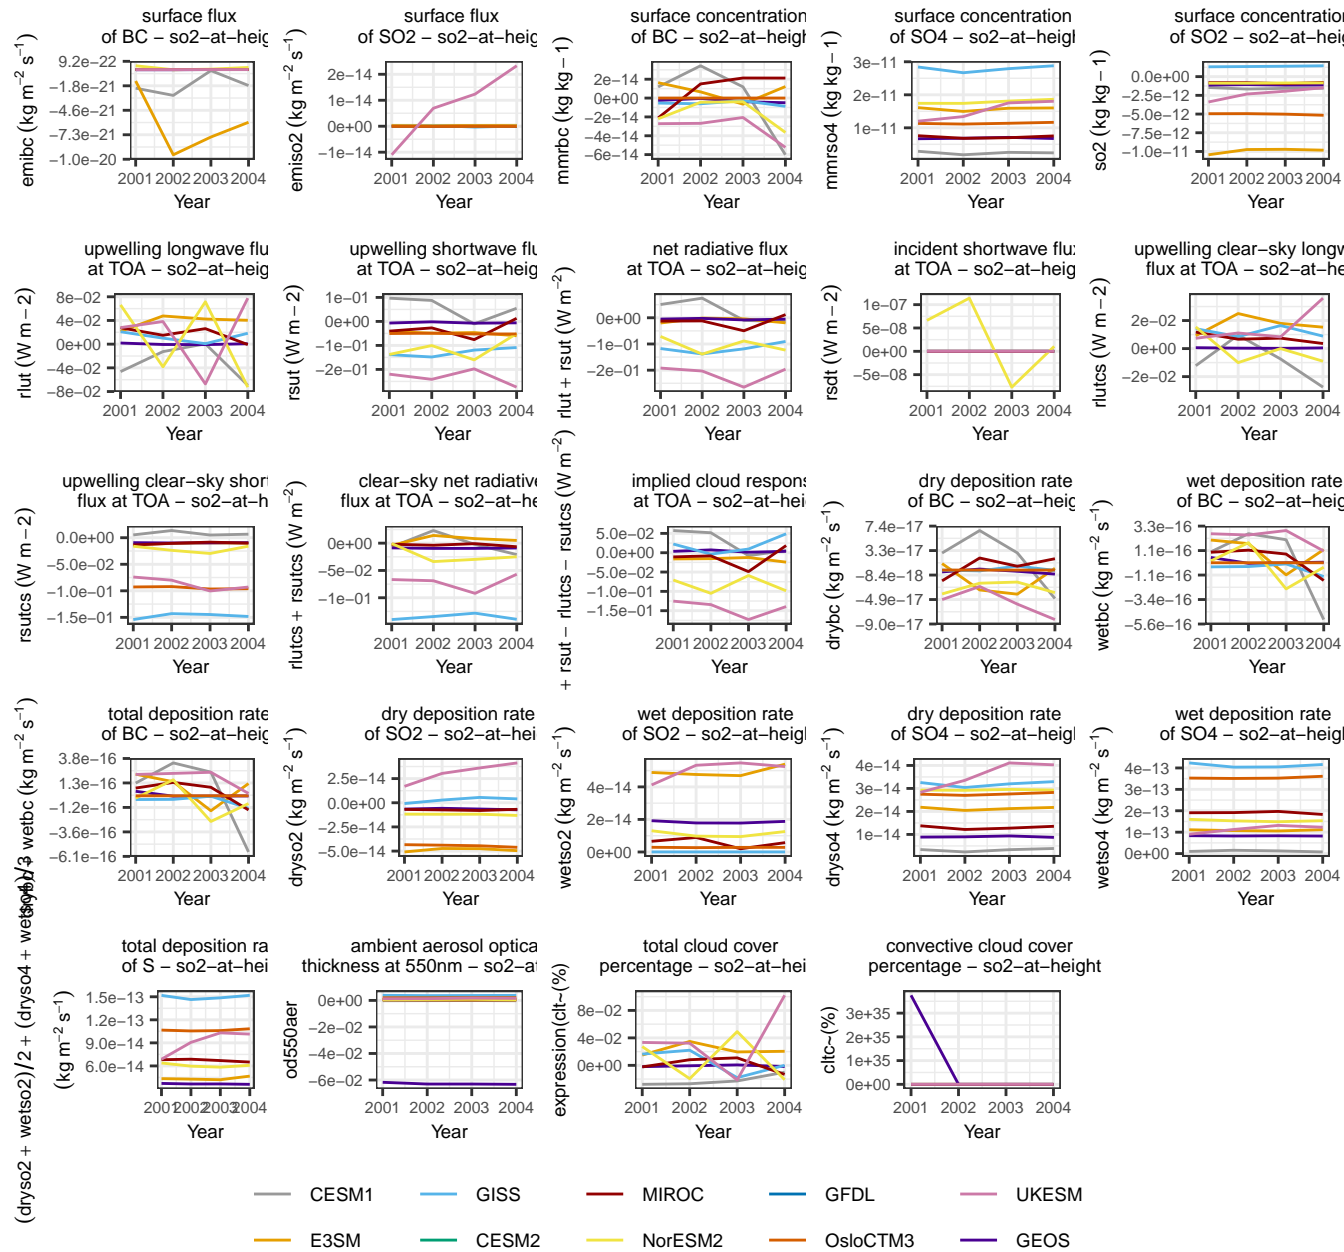 surface flux
of BC − so2−at−heig
emibc (kg m−2 s−1)
9.2e−22
−1.8e−21
−4.6e−21
−7.3e−21
−1.0e−20
2001 2002 2003 2004
Year
surface flux
of SO2 − so2−at−heig
emiso2 (kg m−2 s−1)
2e−14
1e−14
0e+00
−1e−14
2001 2002 2003 2004
Year
surface concentration
of BC − so2−at−heigh
mmrbc (kg kg − 1)
2e−14
0e+00
−2e−14
−4e−14
−6e−14
2001 2002 2003 2004
Year
surface concentration
of SO4 − so2−at−heigl
mmrso4 (kg kg − 1)
3e−11
2e−11
1e−11
2001 2002 2003 2004
Year
surface concentration
of SO2 − so2−at−heigl
so2 (kg kg − 1)
0.0e+00
−2.5e−12
−5.0e−12
−7.5e−12
−1.0e−11
2001 2002 2003 2004
Year
upwelling longwave flu
at TOA − so2−at−heig
rlut (W m − 2)
8e−02
4e−02
0e+00
−4e−02
−8e−02
2001 2002 2003 2004
Year
upwelling shortwave flu
at TOA − so2−at−heig
rsut (W m − 2)
1e−01
0e+00
−1e−01
−2e−01
2001 2002 2003 2004
Year
net radiative flux
at TOA − so2−at−heig
rlut + rsut (W m−2)
1e−01
0e+00
−1e−01
−2e−01
2001 2002 2003 2004
Year
incident shortwave flux
at TOA − so2−at−heig
rsdt (W m − 2)
1e−07
5e−08
0e+00
−5e−08
2001 2002 2003 2004
Year
upwelling clear−sky longw
flux at TOA − so2−at−heig
rlutcs (W m − 2)
2e−02
0e+00
−2e−02
2001 2002 2003 2004
Year
upwelling clear−sky short
flux at TOA − so2−at−h
rsutcs (W m − 2)
0.0e+00
−5.0e−02
−1.0e−01
−1.5e−01
2001 2002 2003 2004
Year
clear−sky net radiative
flux at TOA − so2−at−he
rlutcs + rsutcs (W m−2)
0e+00
−5e−02
−1e−01
2001 2002 2003 2004
Year
implied cloud respons
at TOA − so2−at−hei
+ rsut − rlutcs − rsutcs (W m−2)
5.0e−02
0.0e+00
−5.0e−02
−1.0e−01
−1.5e−01
2001 2002 2003 2004
Year
dry deposition rate
of BC − so2−at−heig
drybc (kg m−2 s−1)
7.4e−17
3.3e−17
−8.4e−18
−4.9e−17
−9.0e−17
2001 2002 2003 2004
Year
wet deposition rate
of BC − so2−at−heig
wetbc (kg m−2 s−1)
3.3e−16
1.1e−16
−1.1e−16
−3.4e−16
−5.6e−16
2001 2002 2003 2004
Year
total deposition rate
of BC − so2−at−heig
drybc + wetbc (kg m−2 s−1)
3.8e−16
1.3e−16
−1.2e−16
−3.6e−16
−6.1e−16
2001 2002 2003 2004
Year
dry deposition rate
of SO2 − so2−at−hei
dryso2 (kg m−2 s−1)
2.5e−14
0.0e+00
−2.5e−14
−5.0e−14
2001 2002 2003 2004
Year
wet deposition rate
of SO2 − so2−at−heigl
wetso2 (kg m−2 s−1)
4e−14
2e−14
0e+00
2001 2002 2003 2004
Year
dry deposition rate
of SO4 − so2−at−heigl
dryso4 (kg m−2 s−1)
4e−14
3e−14
2e−14
1e−14
2001 2002 2003 2004
Year
wet deposition rate
of SO4 − so2−at−heigl
wetso4 (kg m−2 s−1)
4e−13
3e−13
2e−13
1e−13
0e+00
2001 2002 2003 2004
Year
total deposition ra
of S − so2−at−hei
(dryso2 + wetso2)/2 + (dryso4 + wetso4)/3
(kg m−2 s−1)
1.5e−13
1.2e−13
9.0e−14
6.0e−14
2001 2002 2003 2004
Year
ambient aerosol optica
thickness at 550nm − so2−at
od550aer
0e+00
−2e−02
−4e−02
−6e−02
2001 2002 2003 2004
Year
total cloud cover
percentage − so2−at−hei
expression(clt~(%)
8e−02
4e−02
0e+00
2001 2002 2003 2004
Year
convective cloud cover
percentage − so2−at−height
cltc~(%)
3e+35
2e+35
1e+35
0e+00
2001 2002 2003 2004
Year
CESM1 GISS MIROC GFDL UKESM
E3SM CESM2 NorESM2 OsloCTM3 GEOS